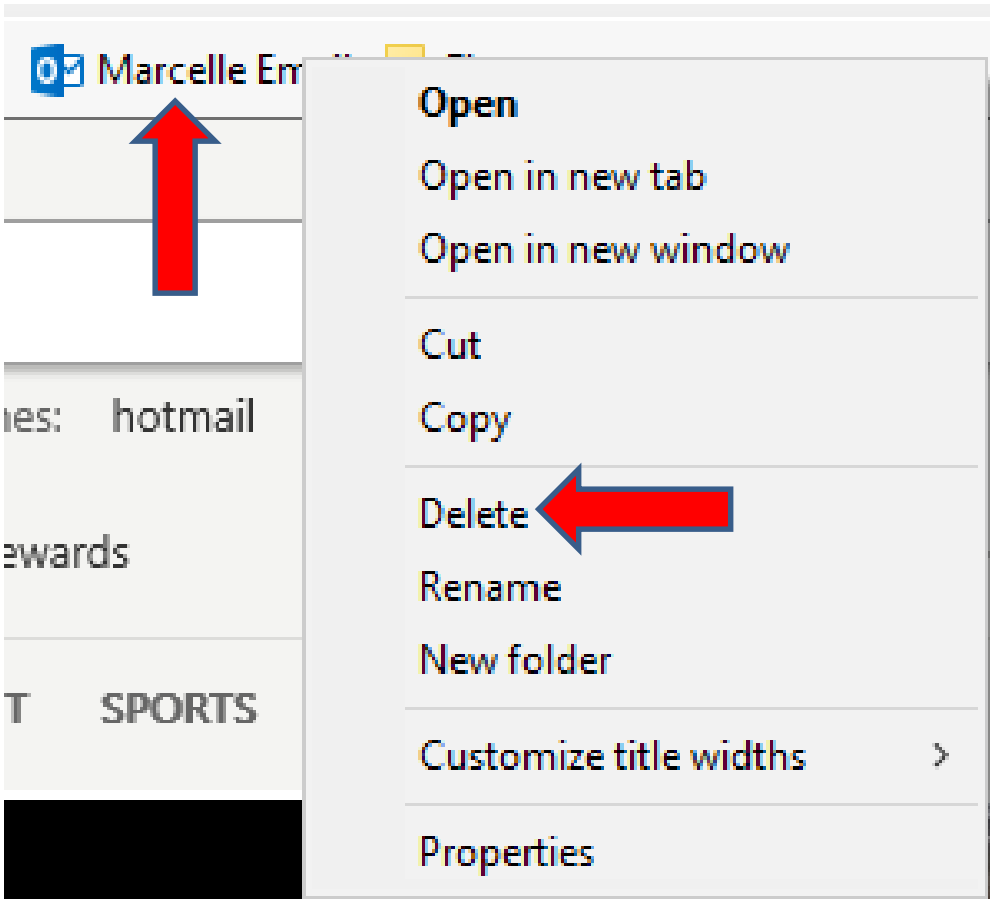 Marcelle Em
Open
Open in new tab
Open in new window
Cut
Copy
hotmail
Delete
Rename
New folder
SPORTS
Customize title widths
Properties